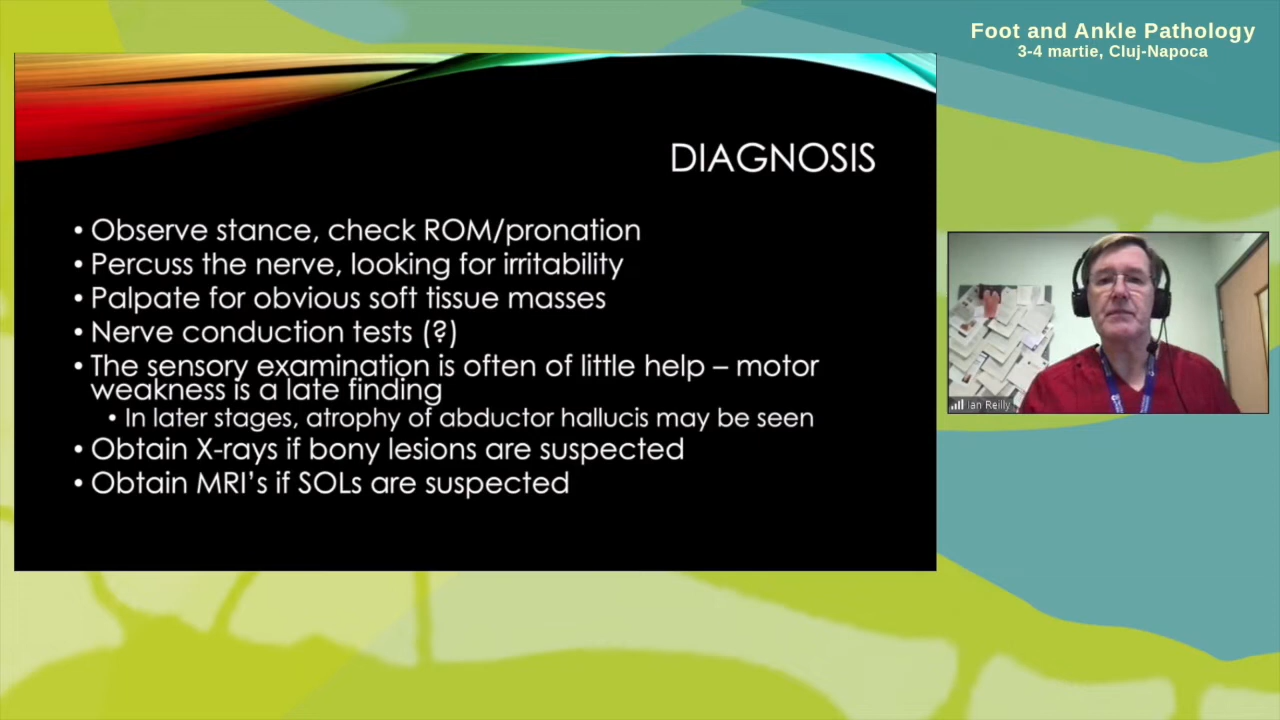 Foot and Ankle Pathology
3-4 martie, Cluj-Napoca
DIAGNOSIS
• Observe stance, check ROM/pronation
• Percuss the nerve, looking for irritability
• Palpate for obvious soft tissue masses
• Nerve conduction tests (?)
• The sensory examination is often of little help – motor
weakness is a late finding
• In later stages, atrophy of abductor hallucis may be seen
• Obtain X-rays if bony lesions are suspected
• Obtain MRI's if SOLs are suspected
Ian Reilly